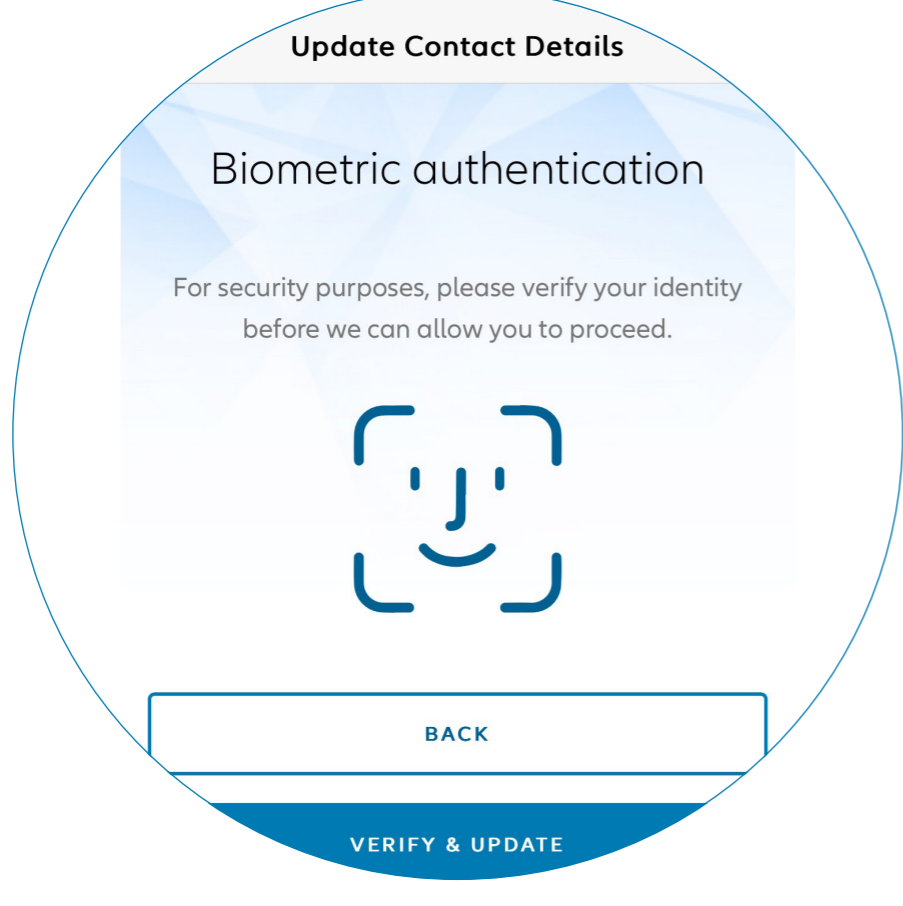 Update Contact Details
Biometric authentication
For security purposes, please verify your identity
before we can allow you to proceed.
BACK
VERIFY & UPDATE